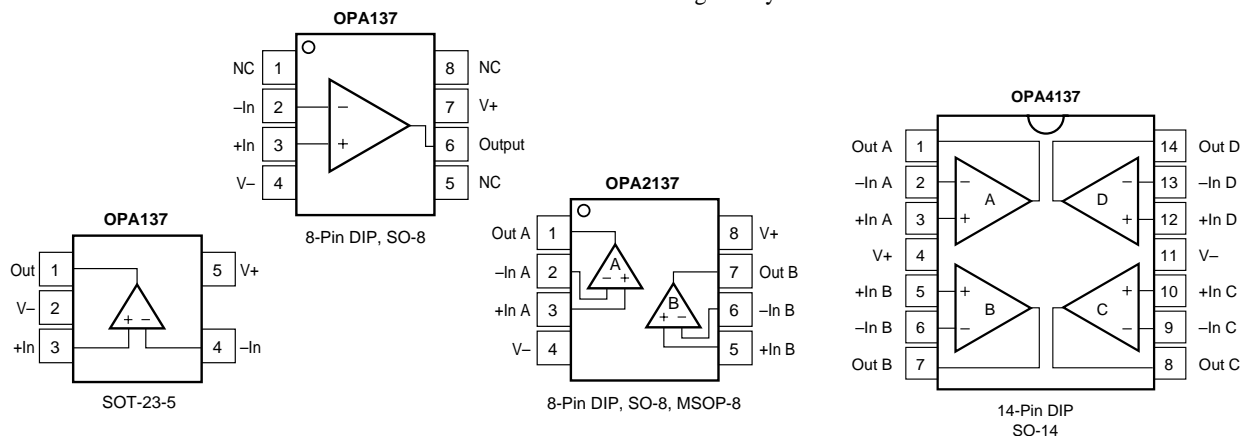 OPA137
NC 1
–In 2
+In 3
V– 4
8 NC
7 V+
6 Output
5 NC
– +
8-Pin DIP, SO-8
OPA137
Out 1
V– 2
+In 3
5 V+
4 –In
+ –
SOT-23-5
OPA2137
Out A 1
–In A 2
+In A 3
V– 4
8 V+
7 Out B
6 –In B
5 +In B
A
– +
B
+ –
8-Pin DIP, SO-8, MSOP-8
OPA4137
Out A 1
–In A 2
+In A 3
V+ 4
+In B 5
–In B 6
Out B 7
14 Out D
13 –In D
12 +In D
11 V–
10 +In C
9 –In C
8 Out C
– + A
– + D
+ – B
+ – C
14-Pin DIP
SO-14